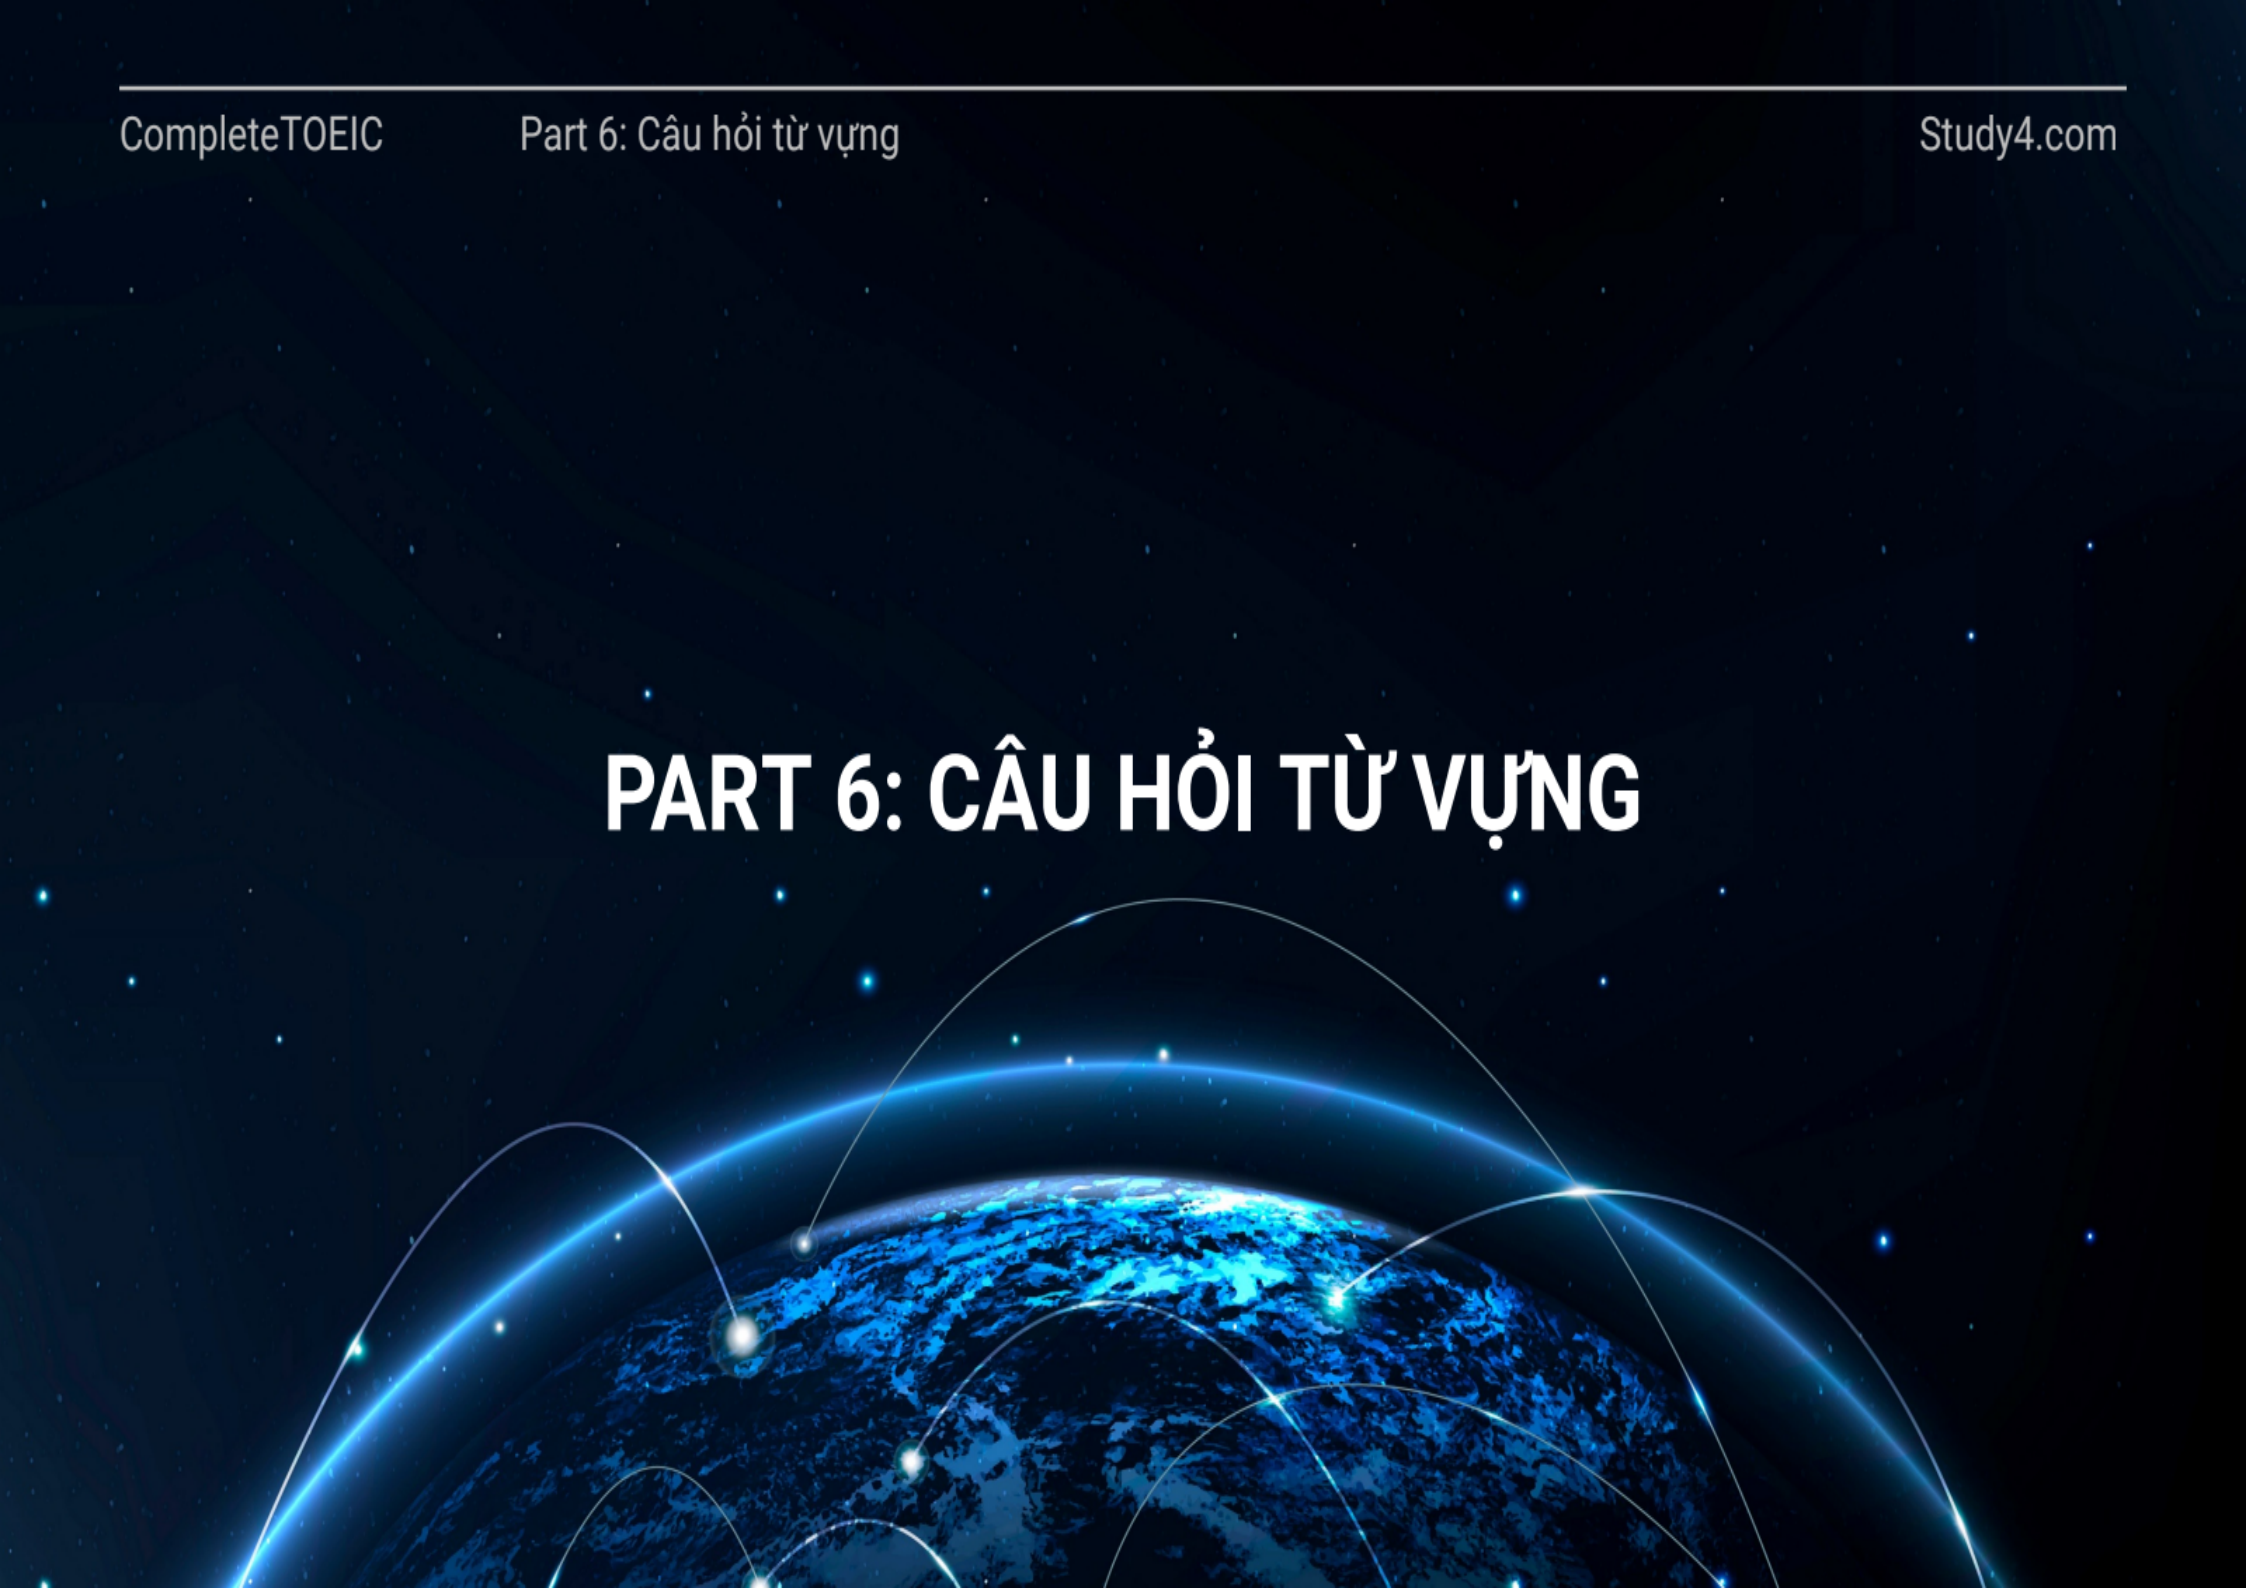 CompleteTOEIC Part 6: Câu hỏi từ vựng Study4.com
PART 6: CÂU HỎI TỪ VỰNG